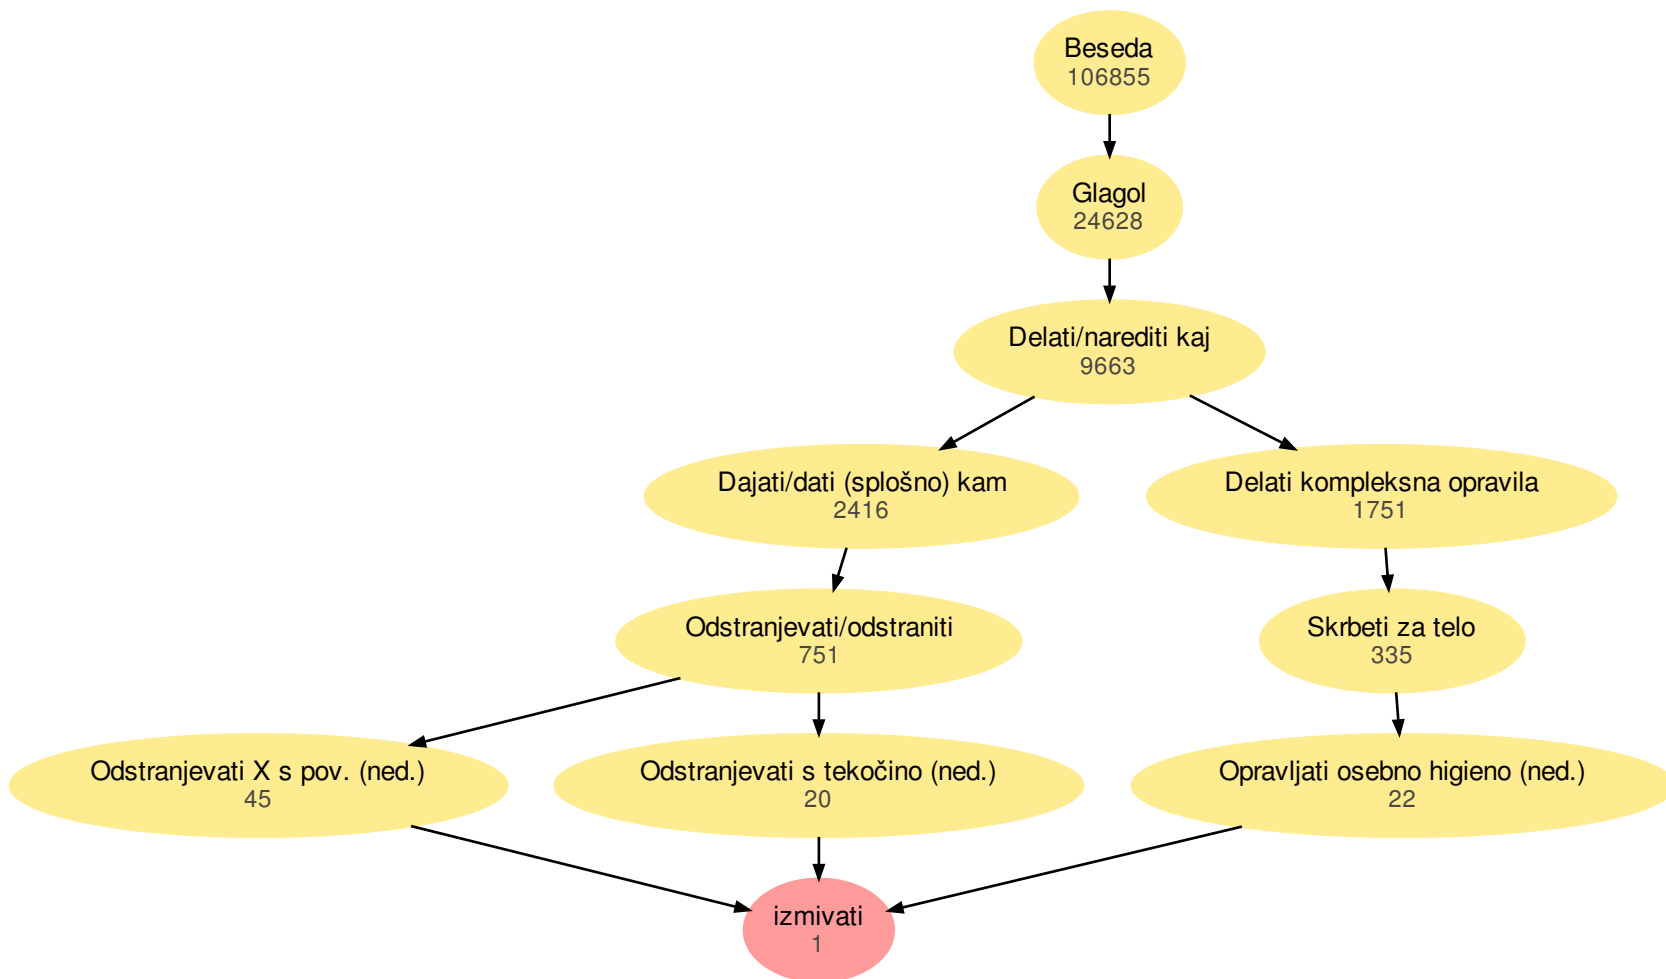 Beseda
106855
Glagol
24628
Delati/narediti kaj
9663
Dajati/dati (splošno) kam
2416
Delati kompleksna opravila
1751
Odstranjevati/odstraniti
751
Skrbeti za telo
335
Odstranjevati X s pov. (ned.)
45
Odstranjevati s tekočino (ned.)
20
Opravljati osebno higieno (ned.)
22
izmivati
1